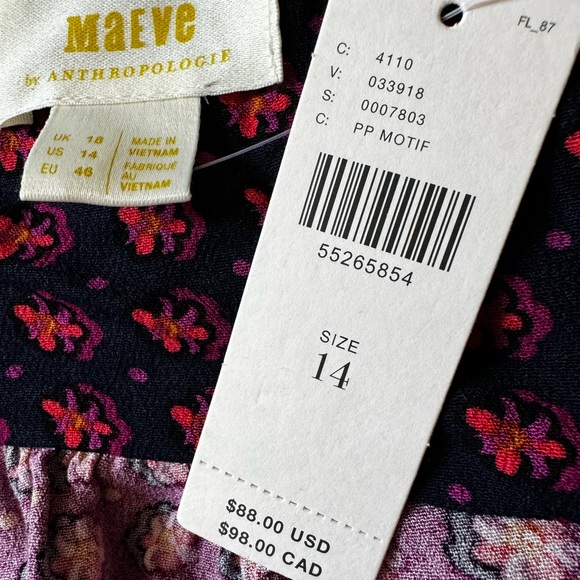 MaEVe
by ANTHROPOLOGIE
UK 18
US 14
EU 46
MADE IN
VIETNAM
FABRIQUÉ
AU
VIETNAM
FL_87
C: 4110
V: 033918
S: 0007803
C: PP MOTIF
55265854
SIZE
14
$88.00 USD
$98.00 CAD